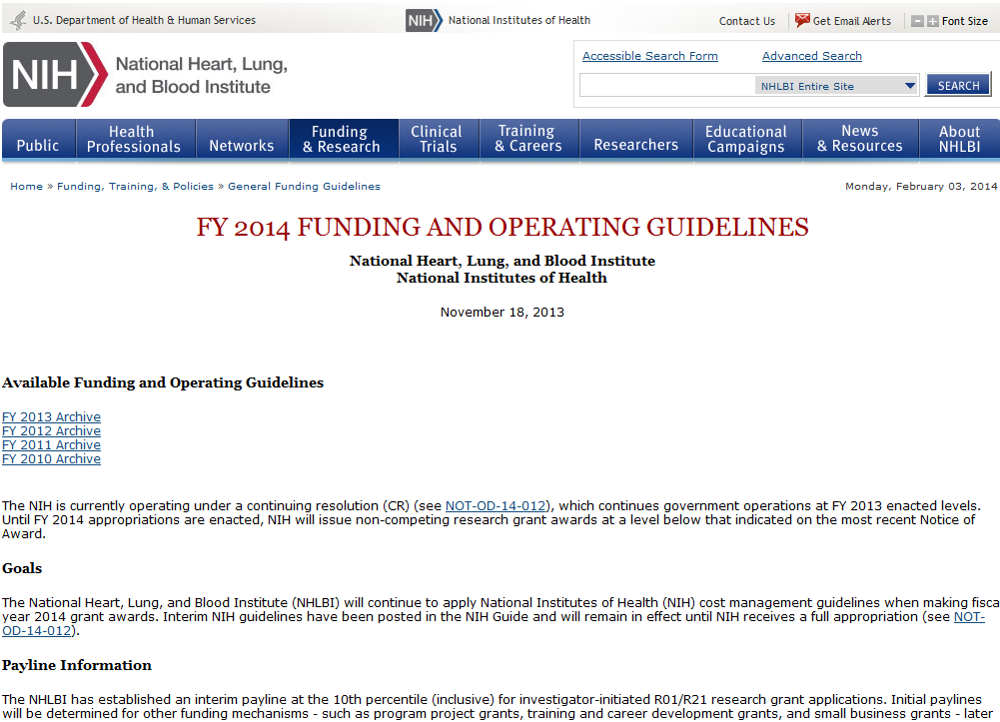 U.S. Department of Health & Human Services
NIH National Institutes of Health
Contact Us
Get Email Alerts
Font Size
NIH National Heart, Lung,
and Blood Institute
Accessible Search Form
Advanced Search
NHLBI Entire Site
SEARCH
Public
Health
Professionals
Networks
Funding
& Research
Clinical
Trials
Training
& Careers
Researchers
Educational
Campaigns
News
& Resources
About
NHLBI
Home » Funding, Training, & Policies » General Funding Guidelines
Monday, February 03, 2014
FY 2014 FUNDING AND OPERATING GUIDELINES
National Heart, Lung, and Blood Institute
National Institutes of Health
November 18, 2013
Available Funding and Operating Guidelines
FY 2013 Archive
FY 2012 Archive
FY 2011 Archive
FY 2010 Archive
The NIH is currently operating under a continuing resolution (CR) (see NOT-OD-14-012), which continues government operations at FY 2013 enacted levels.
Until FY 2014 appropriations are enacted, NIH will issue non-competing research grant awards at a level below that indicated on the most recent Notice of
Award.
Goals
The National Heart, Lung, and Blood Institute (NHLBI) will continue to apply National Institutes of Health (NIH) cost management guidelines when making fisca
year 2014 grant awards. Interim NIH guidelines have been posted in the NIH Guide and will remain in effect until NIH receives a full appropriation (see NOT-
OD-14-012).
Payline Information
The NHLBI has established an interim payline at the 10th percentile (inclusive) for investigator-initiated R01/R21 research grant applications. Initial paylines
will be determined for other funding mechanisms - such as program project grants, training and career development grants, and small business grants - later